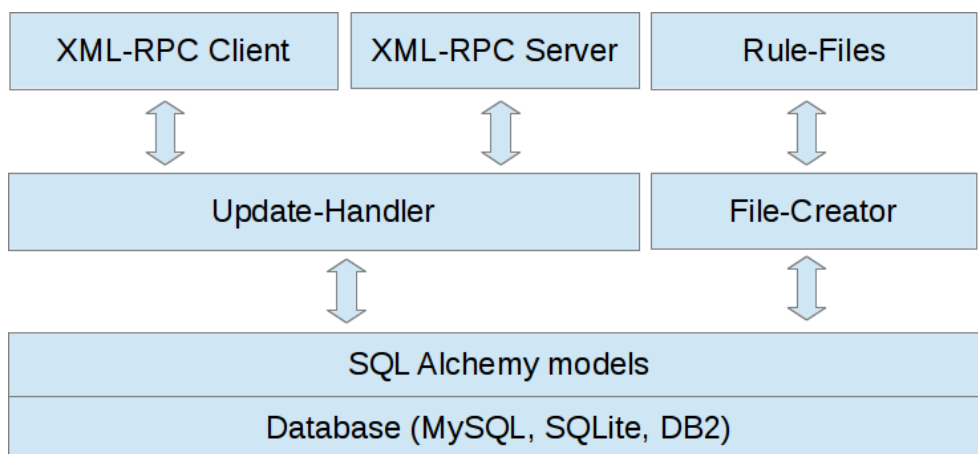 XML-RPC Client
XML-RPC Server
Rule-Files
Update-Handler
File-Creator
SQL Alchemy models
Database (MySQL, SQLite, DB2)